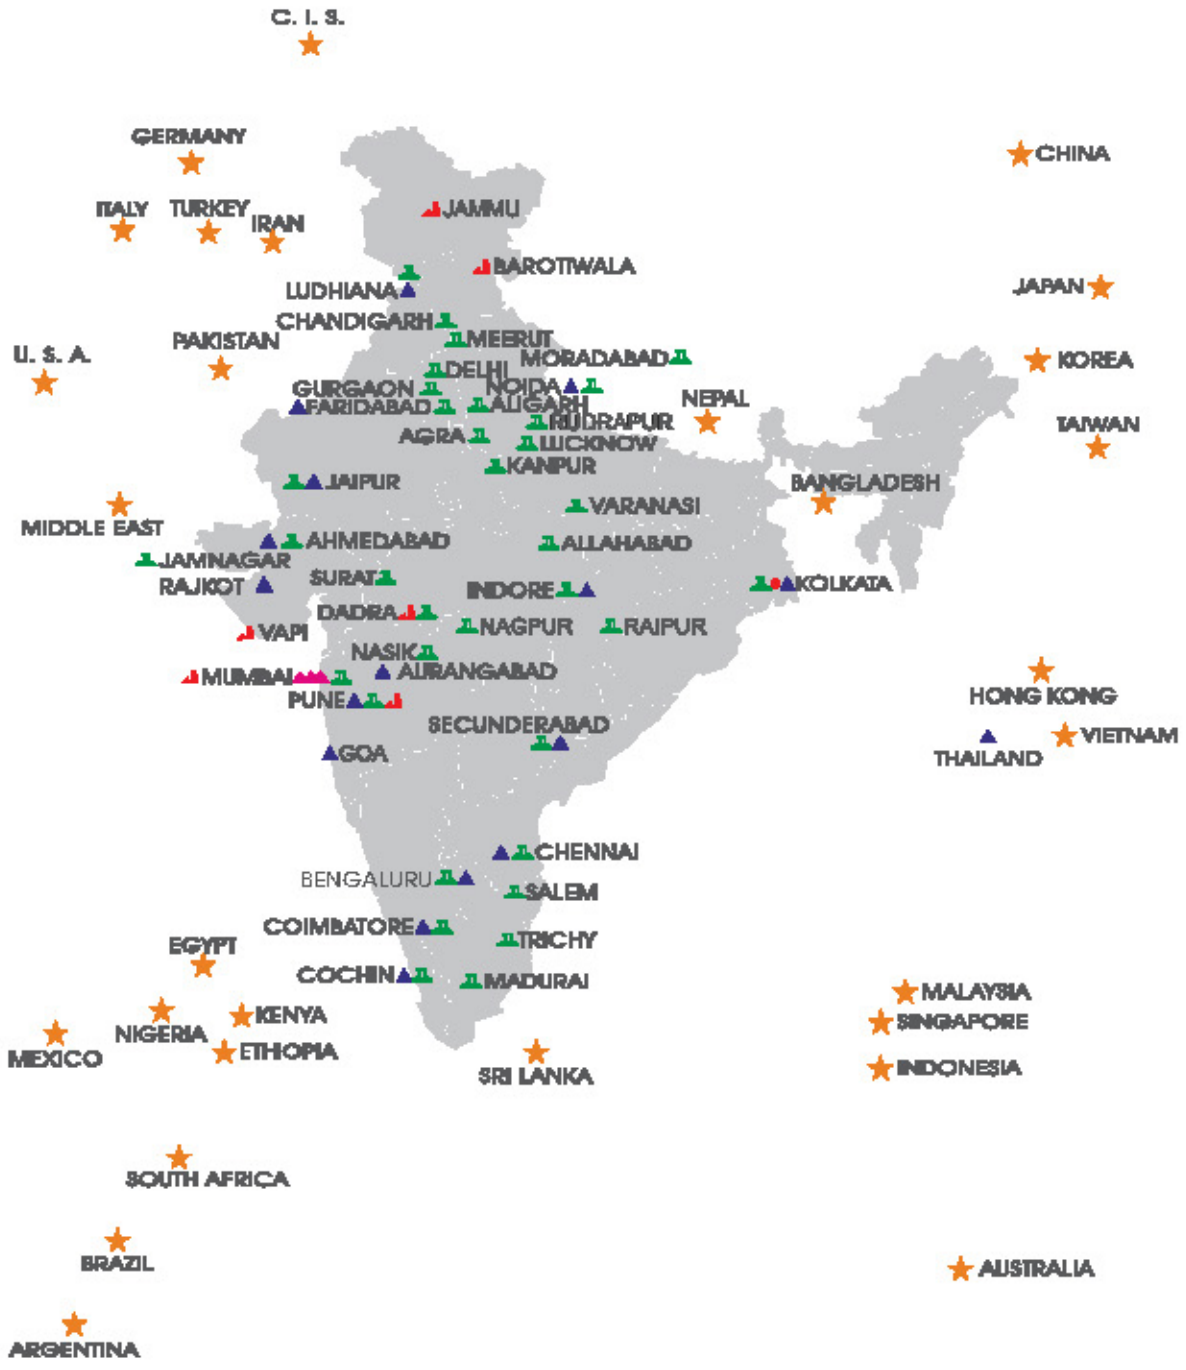 C. I. S.
GERMANY
CHINA
ITALY
TURKEY
IRAN
JAMMU
BAROTIWALA
LUDHIANA
JAPAN
CHANDIGARH
MEERUT
PAKISTAN
U. S. A.
MORADABAD
KOREA
DELHI
GURGAON
NOIDA
FARIDABAD
ALIGARH
NEPAL
RUDRAPUR
TAIWAN
AGRA
LUCKNOW
KANPUR
JAIPUR
BANGLADESH
VARANASI
MIDDLE EAST
AHMEDABAD
ALLAHABAD
JAMNAGAR
SURAT
RAJKOT
INDORE
KOLKATA
DADRA
VAPI
NAGPUR
RAIPUR
NASIK
MUMBAI
AURANGABAD
HONG KONG
PUNE
SECUNDERABAD
VIETNAM
GOA
THAILAND
CHENNAI
BENGALURU
SALEM
COIMBATORE
TRICHY
EGYPT
COCHIN
MADURAI
MALAYSIA
KENYA
SINGAPORE
NIGERIA
ETHIOPIA
MEXICO
INDONESIA
SRI LANKA
SOUTH AFRICA
BRAZIL
AUSTRALIA
ARGENTINA